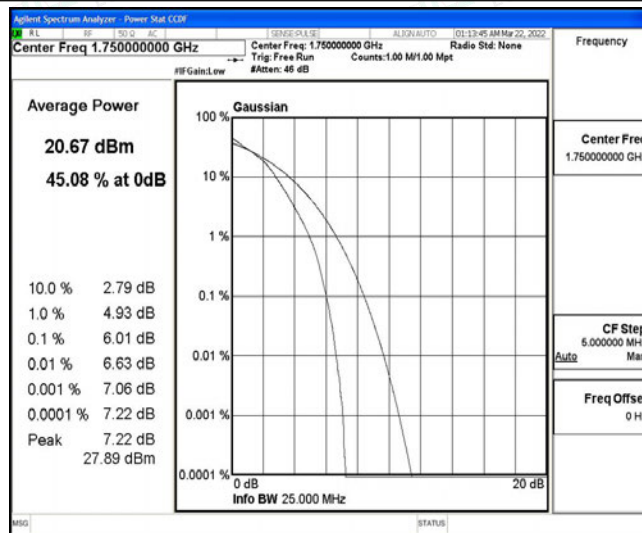 Agilent Spectrum Analyzer - Power Stat CCDF
RL RF 50 Ω AC SENSE:PULSE ALIGN AUTO 01:13:45 AM Mar 22, 2022
Center Freq 1.750000000 GHz
Center Freq: 1.750000000 GHz Radio Std: None
Trig: Free Run Counts:1.00 M/1.00 Mpt
#IFGain:Low #Atten: 46 dB
Frequency
Average Power
20.67 dBm
45.08 % at 0dB
10.0 % 2.79 dB
1.0 % 4.93 dB
0.1 % 6.01 dB
0.01 % 6.63 dB
0.001 % 7.06 dB
0.0001 % 7.22 dB
Peak 7.22 dB
27.89 dBm
Gaussian
100 %
10 %
1 %
0.1 %
0.01 %
0.001 %
0.0001 %
0 dB 20 dB
Info BW 25.000 MHz
Center Fre
1.750000000 GH
CF Step
5.000000 MH
Auto Ma
Freq Offse
0 H
MSG STATUS